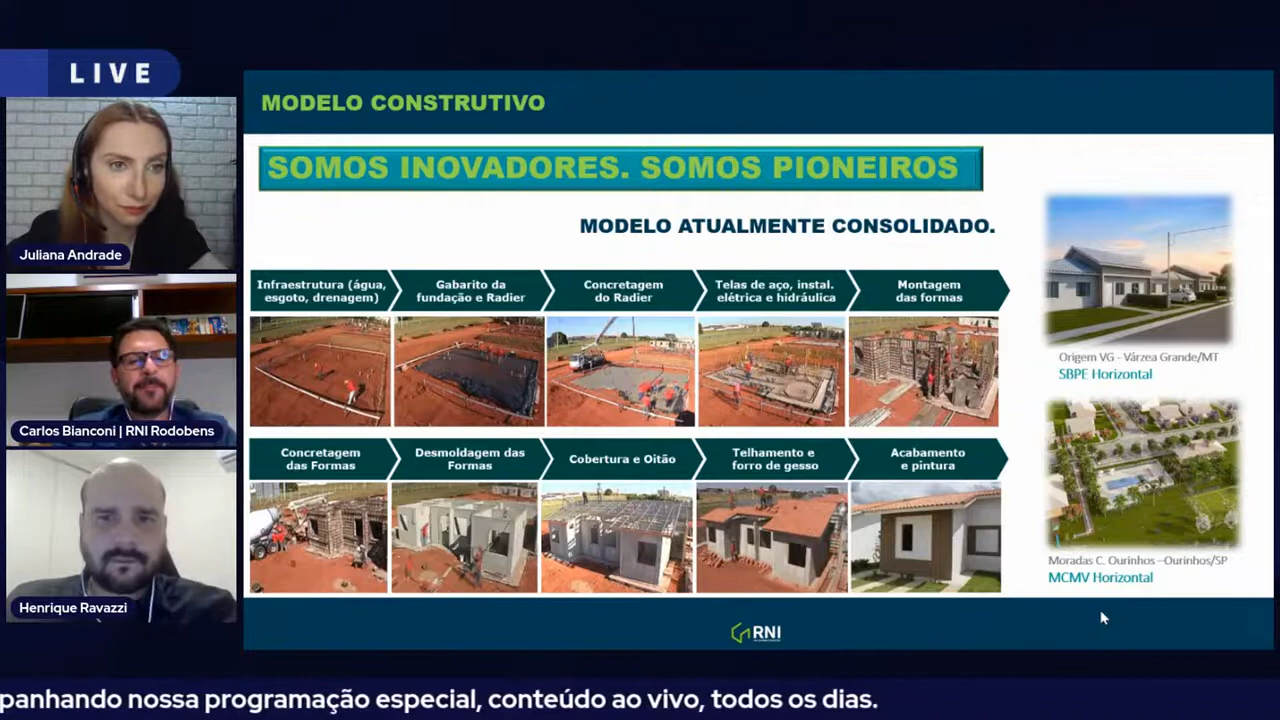 LIVE
Juliana Andrade
Carlos Bianconi | RNI Rodobens
Henrique Ravazzi
MODELO CONSTRUTIVO
SOMOS INOVADORES. SOMOS PIONEIROS
MODELO ATUALMENTE CONSOLIDADO.
Infraestrutura (água,
esgoto, drenagem)
Gabarito da
fundação e Radier
Concretagem
do Radier
Telas de aço, instal.
elétrica e hidráulica
Montagem
das formas
Concretagem
das Formas
Desmoldagem das
Formas
Cobertura e Oitão
Telhamento e
forro de gesso
Acabamento
e pintura
Origem VG - Várzea Grande/MT
SBPE Horizontal
Moradas C. Ourinhos –Ourinhos/SP
MCMV Horizontal
RNI
panhando nossa programação especial, conteúdo ao vivo, todos os dias.